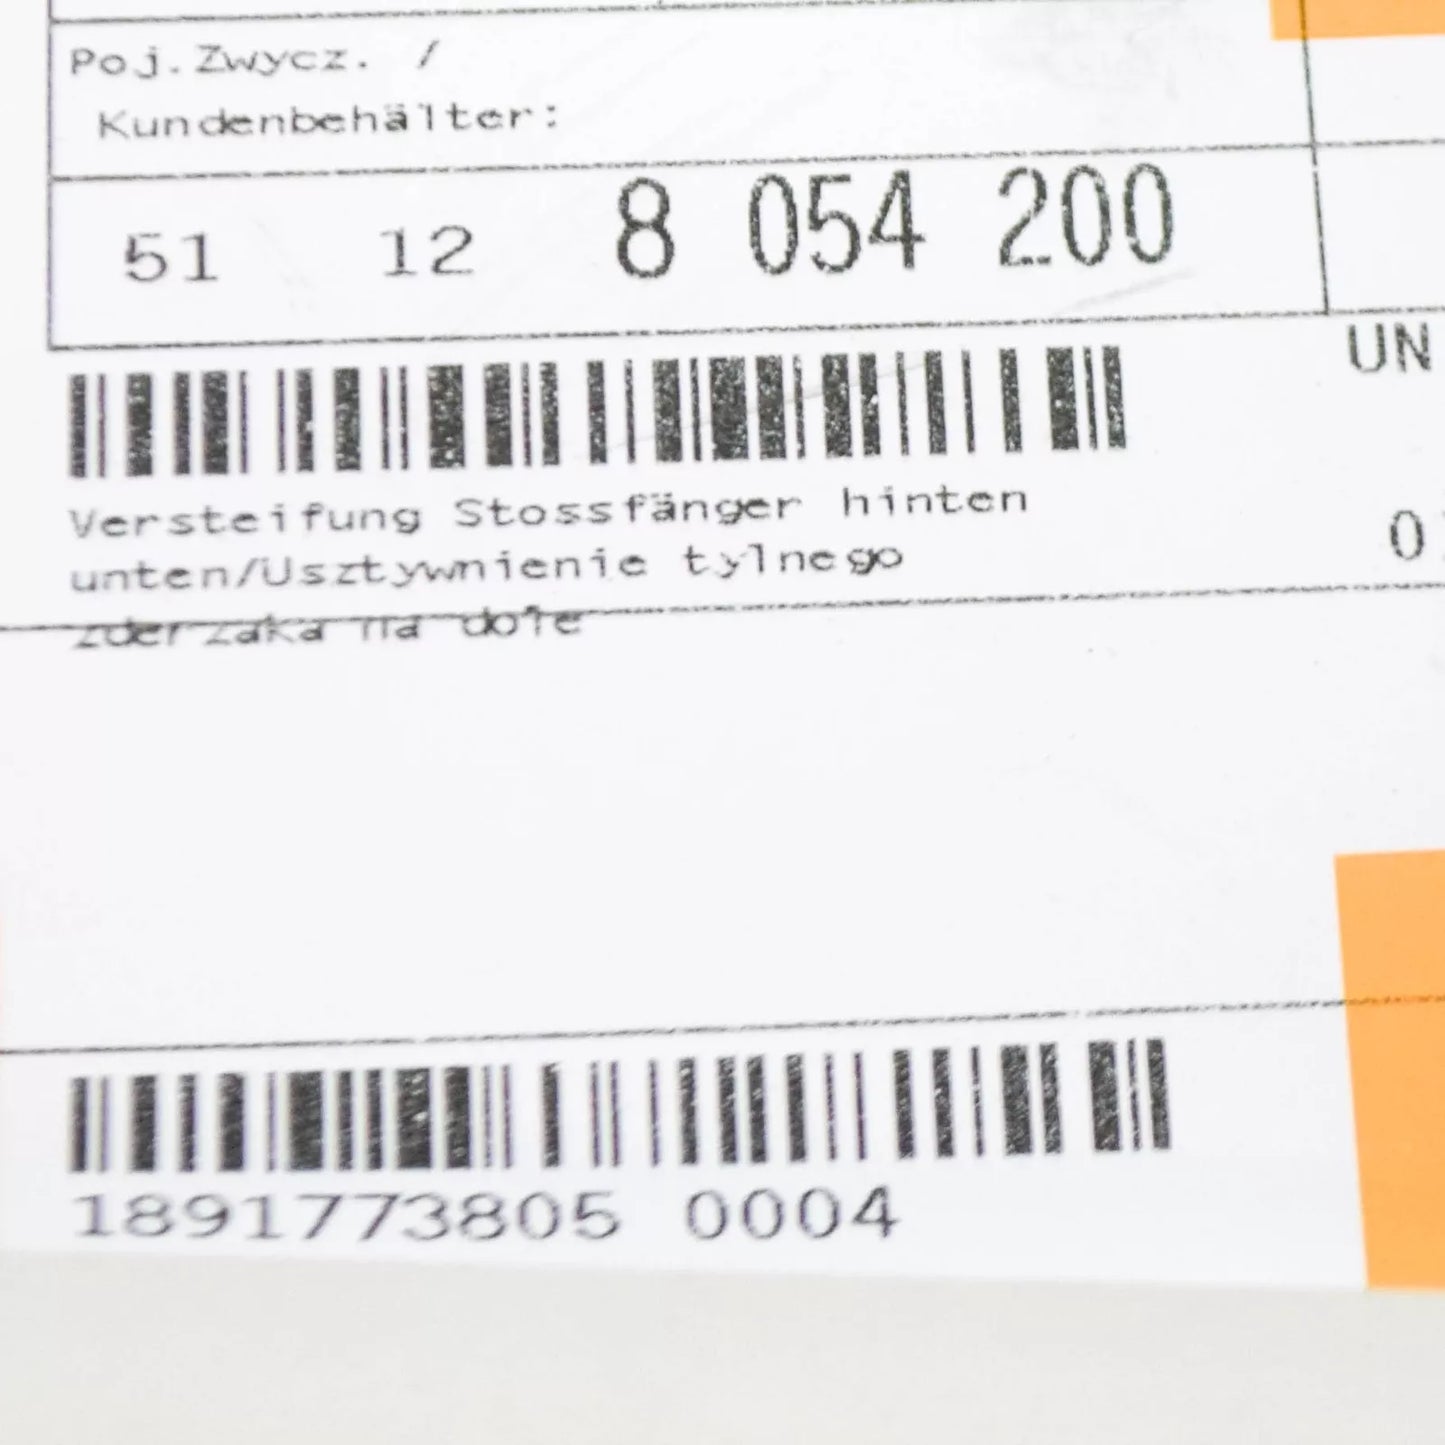 Poj.Zwycz. /
Kundenbehälter:
51 12 8 054 200
UN
Versteifung Stossfänger hinten
unten/Usztywnienie tylnego
zderzaka na dole
0
1891773805 0004